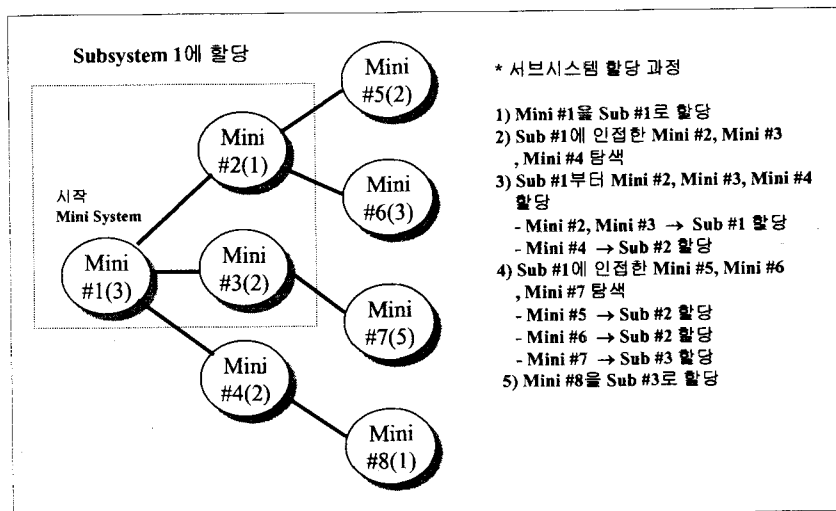 Subsystem 1에 할당
Mini
#5(2)
Mini
#2(1)
Mini
#6(3)
시작
Mini System
Mini
#1(3)
Mini
#3(2)
Mini
#7(5)
Mini
#4(2)
Mini
#8(1)
* 서브시스템 할당 과정
1) Mini #1을 Sub #1로 할당
2) Sub #1에 인접한 Mini #2, Mini #3
, Mini #4 탐색
3) Sub #1부터 Mini #2, Mini #3, Mini #4
할당
- Mini #2, Mini #3 → Sub #1 할당
- Mini #4 → Sub #2 할당
4) Sub #1에 인접한 Mini #5, Mini #6
, Mini #7 탐색
- Mini #5 → Sub #2 할당
- Mini #6 → Sub #2 할당
- Mini #7 → Sub #3 할당
5) Mini #8을 Sub #3로 할당